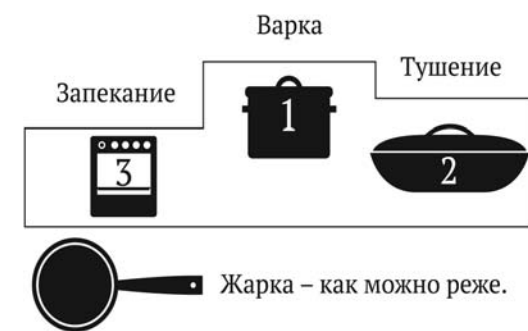 Варка
Тушение
Запекание
1
2
3
Жарка – как можно реже.